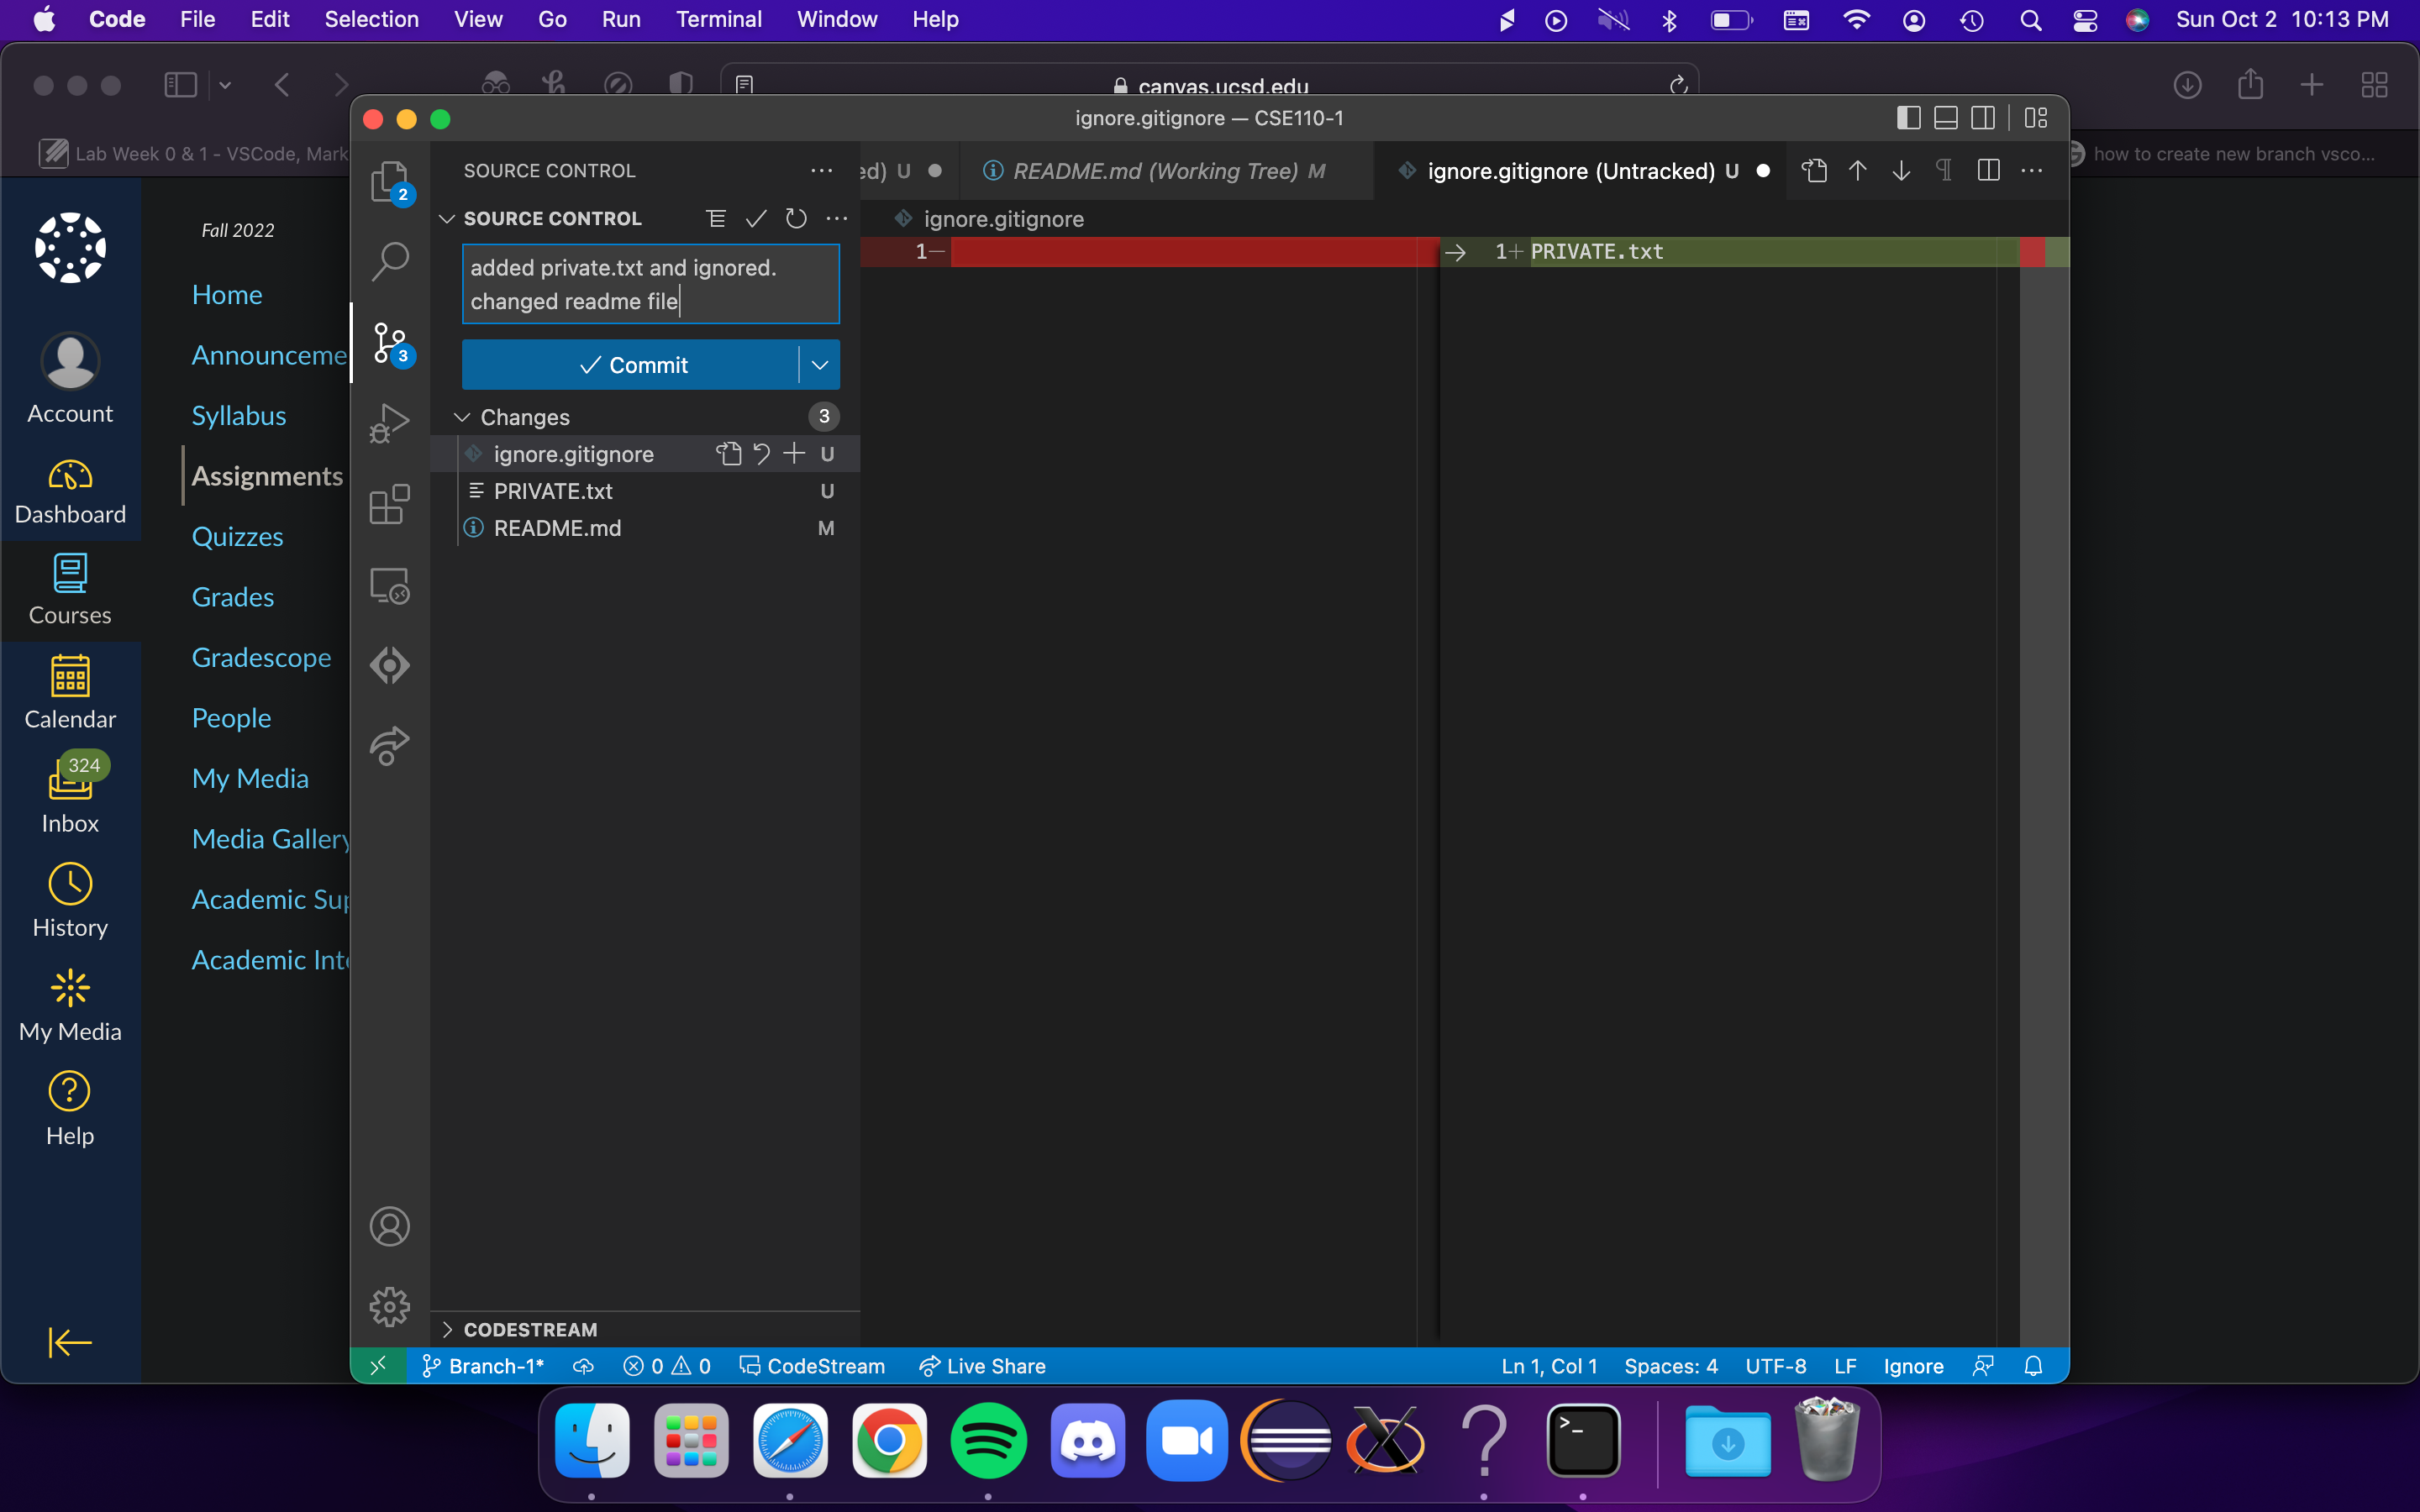 Code File Edit Selection View Go Run Terminal Window Help Sun Oct 2 10:13 PM
canvas.ucsd.edu
Lab Week 0 & 1 - VSCode, Mark
how to create new branch vsco...
Fall 2022
Home
Announceme
Syllabus
Assignments
Quizzes
Grades
Gradescope
People
My Media
Media Gallery
Academic Sup
Academic Inte
Account
Dashboard
Courses
Calendar
324
Inbox
History
My Media
Help
ignore.gitignore — CSE110-1
2
3
SOURCE CONTROL
ed) U
README.md (Working Tree) M
ignore.gitignore (Untracked) U
SOURCE CONTROL
ignore.gitignore
added private.txt and ignored.
changed readme file
Commit
Changes 3
ignore.gitignore U
PRIVATE.txt U
README.md M
1−
1+ PRIVATE.txt
CODESTREAM
Branch-1* 0 0 CodeStream Live Share Ln 1, Col 1 Spaces: 4 UTF-8 LF Ignore